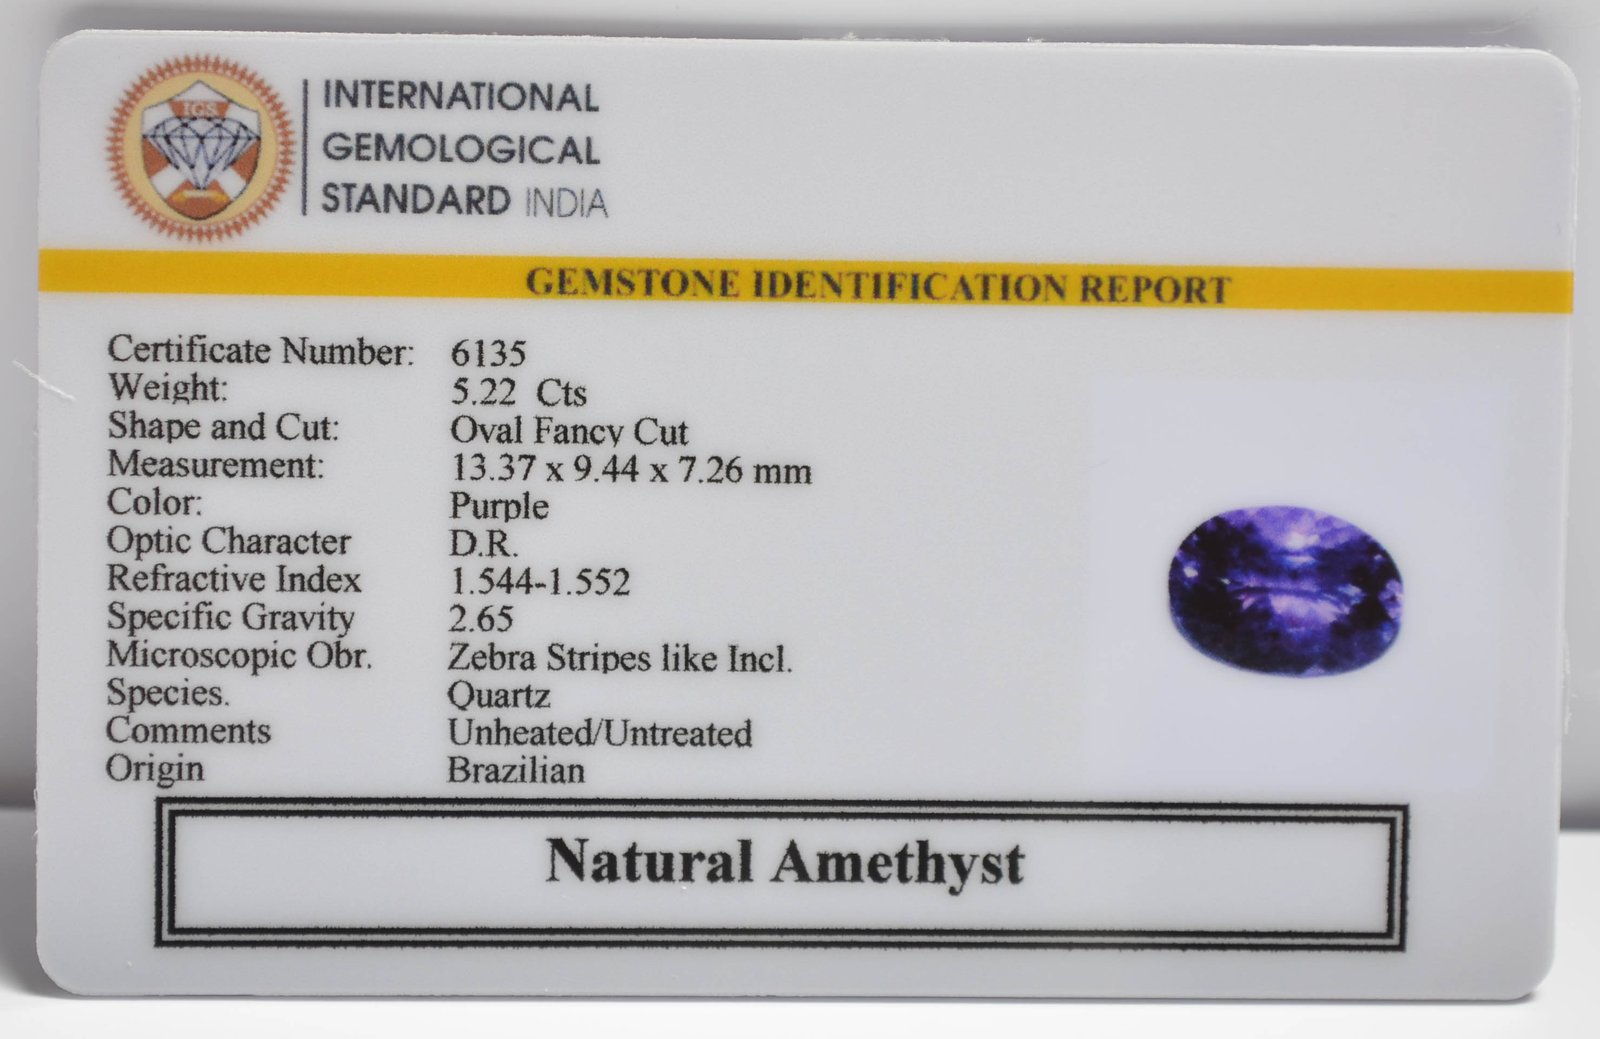 IGS
INTERNATIONAL
GEMOLOGICAL
STANDARD INDIA
GEMSTONE IDENTIFICATION REPORT
Certificate Number: 6135
Weight: 5.22 Cts
Shape and Cut: Oval Fancy Cut
Measurement: 13.37 x 9.44 x 7.26 mm
Color: Purple
Optic Character D.R.
Refractive Index 1.544-1.552
Specific Gravity 2.65
Microscopic Obr. Zebra Stripes like Incl.
Species. Quartz
Comments Unheated/Untreated
Origin Brazilian
Natural Amethyst